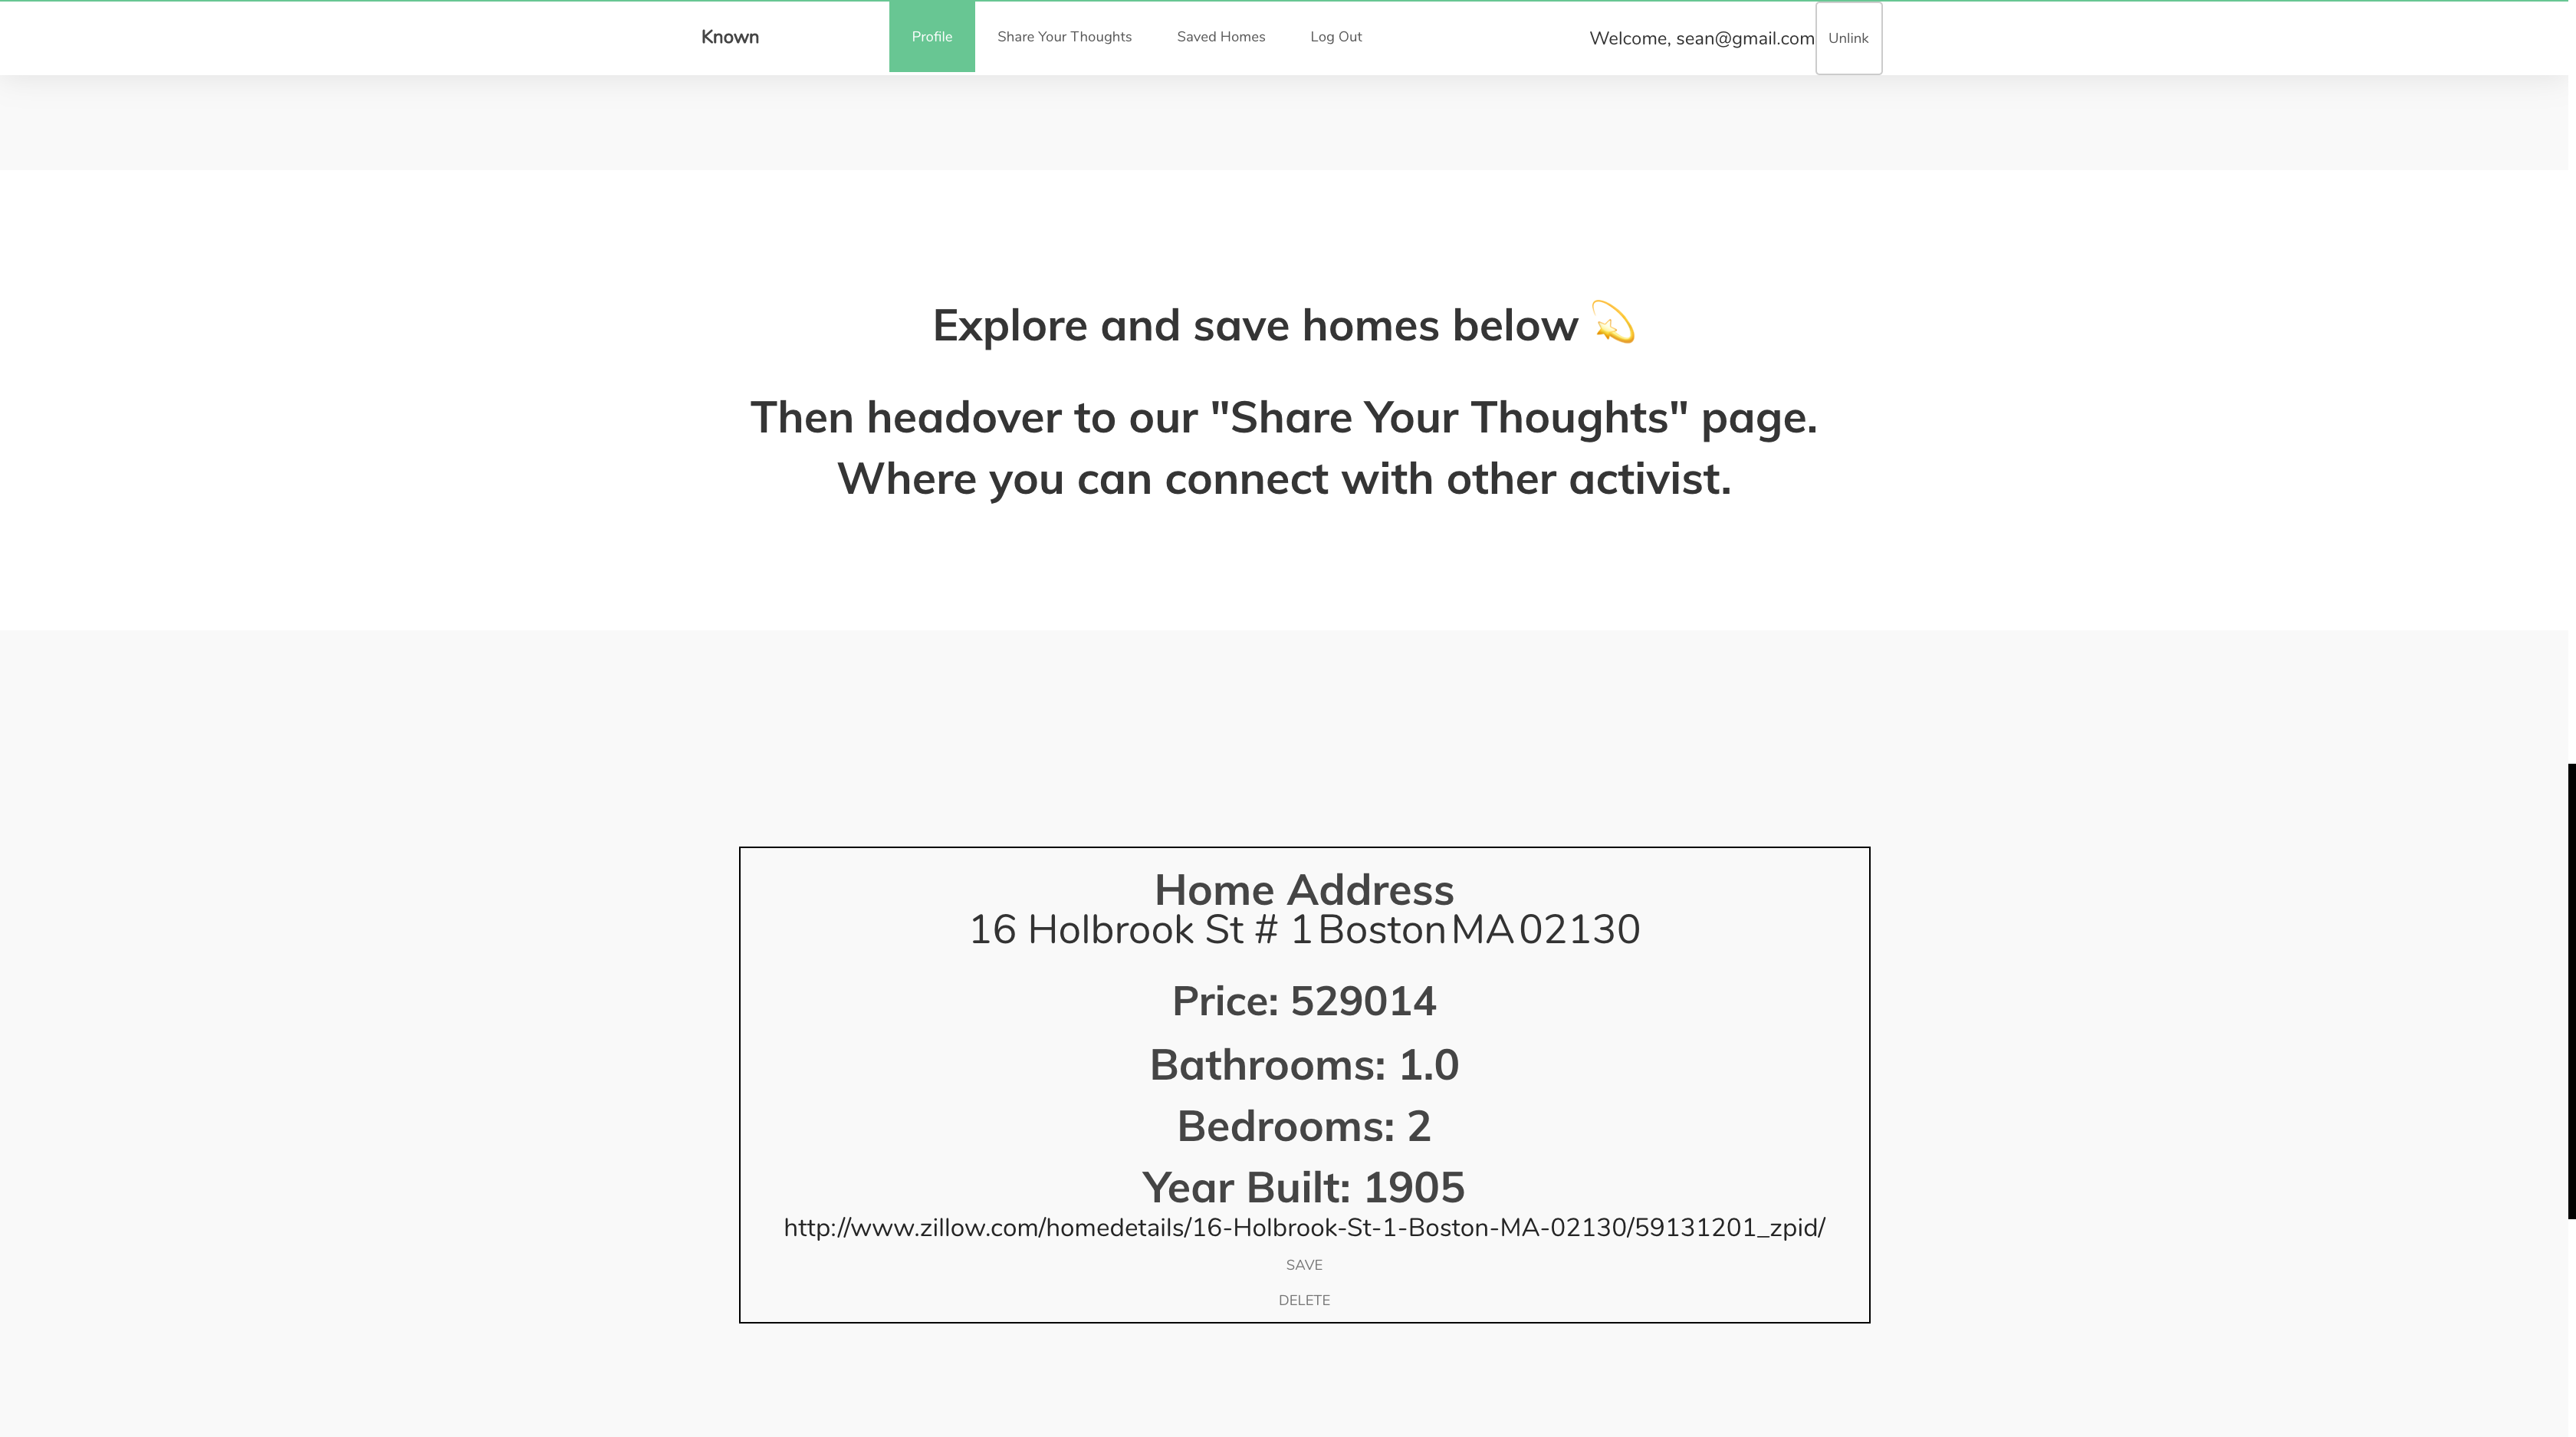 Known Profile Share Your Thoughts Saved Homes Log Out Welcome, sean@gmail.com Unlink
Explore and save homes below 💫
Then headover to our "Share Your Thoughts" page.
Where you can connect with other activist.
Home Address
16 Holbrook St # 1 Boston MA 02130
Price: 529014
Bathrooms: 1.0
Bedrooms: 2
Year Built: 1905
http://www.zillow.com/homedetails/16-Holbrook-St-1-Boston-MA-02130/59131201_zpid/
SAVE
DELETE